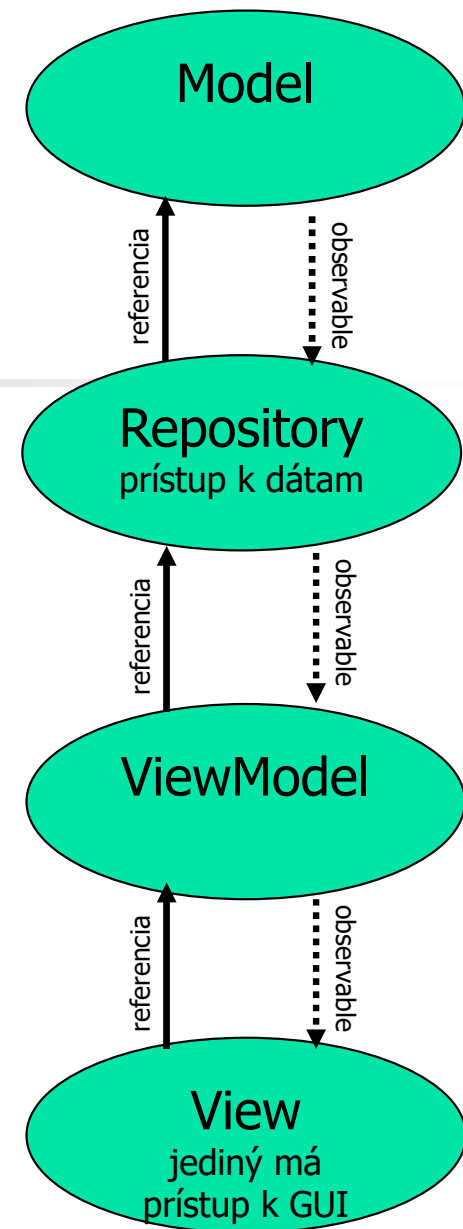 Model
referencia
observable
Repository
prístup k dátam
referencia
observable
ViewModel
referencia
observable
View
jediný má
prístup k GUI